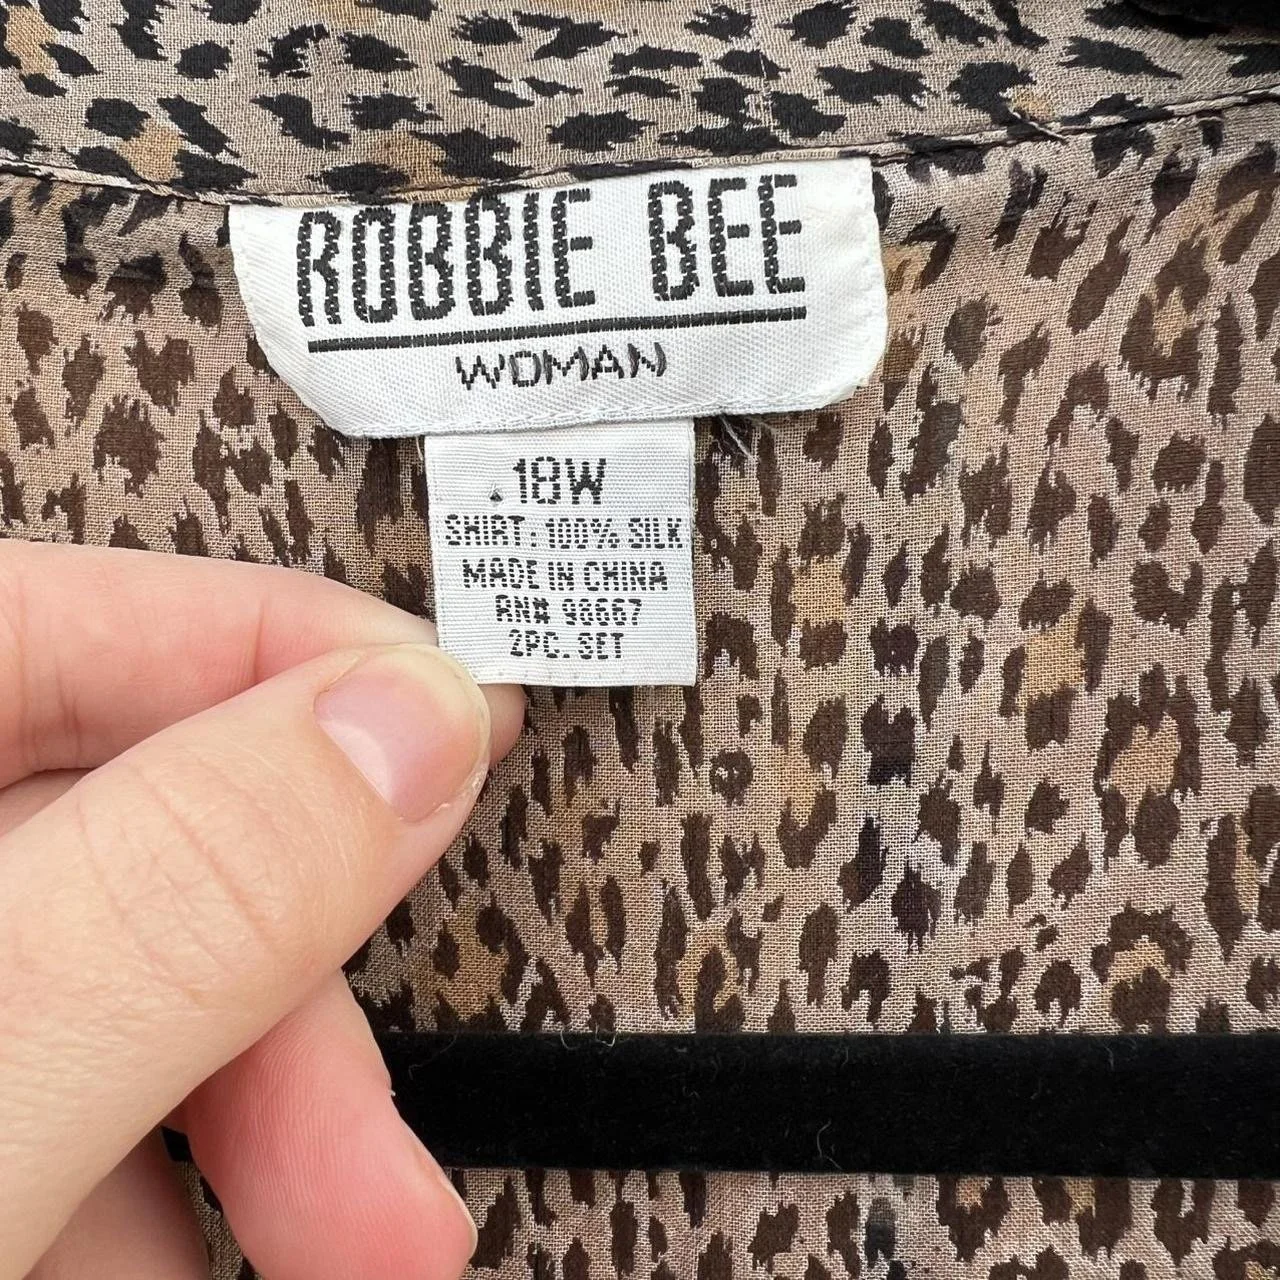 ROBBIE BEE
WOMAN
18W
SHIRT: 100% SILK
MADE IN CHINA
RN# 98667
2PC. SET